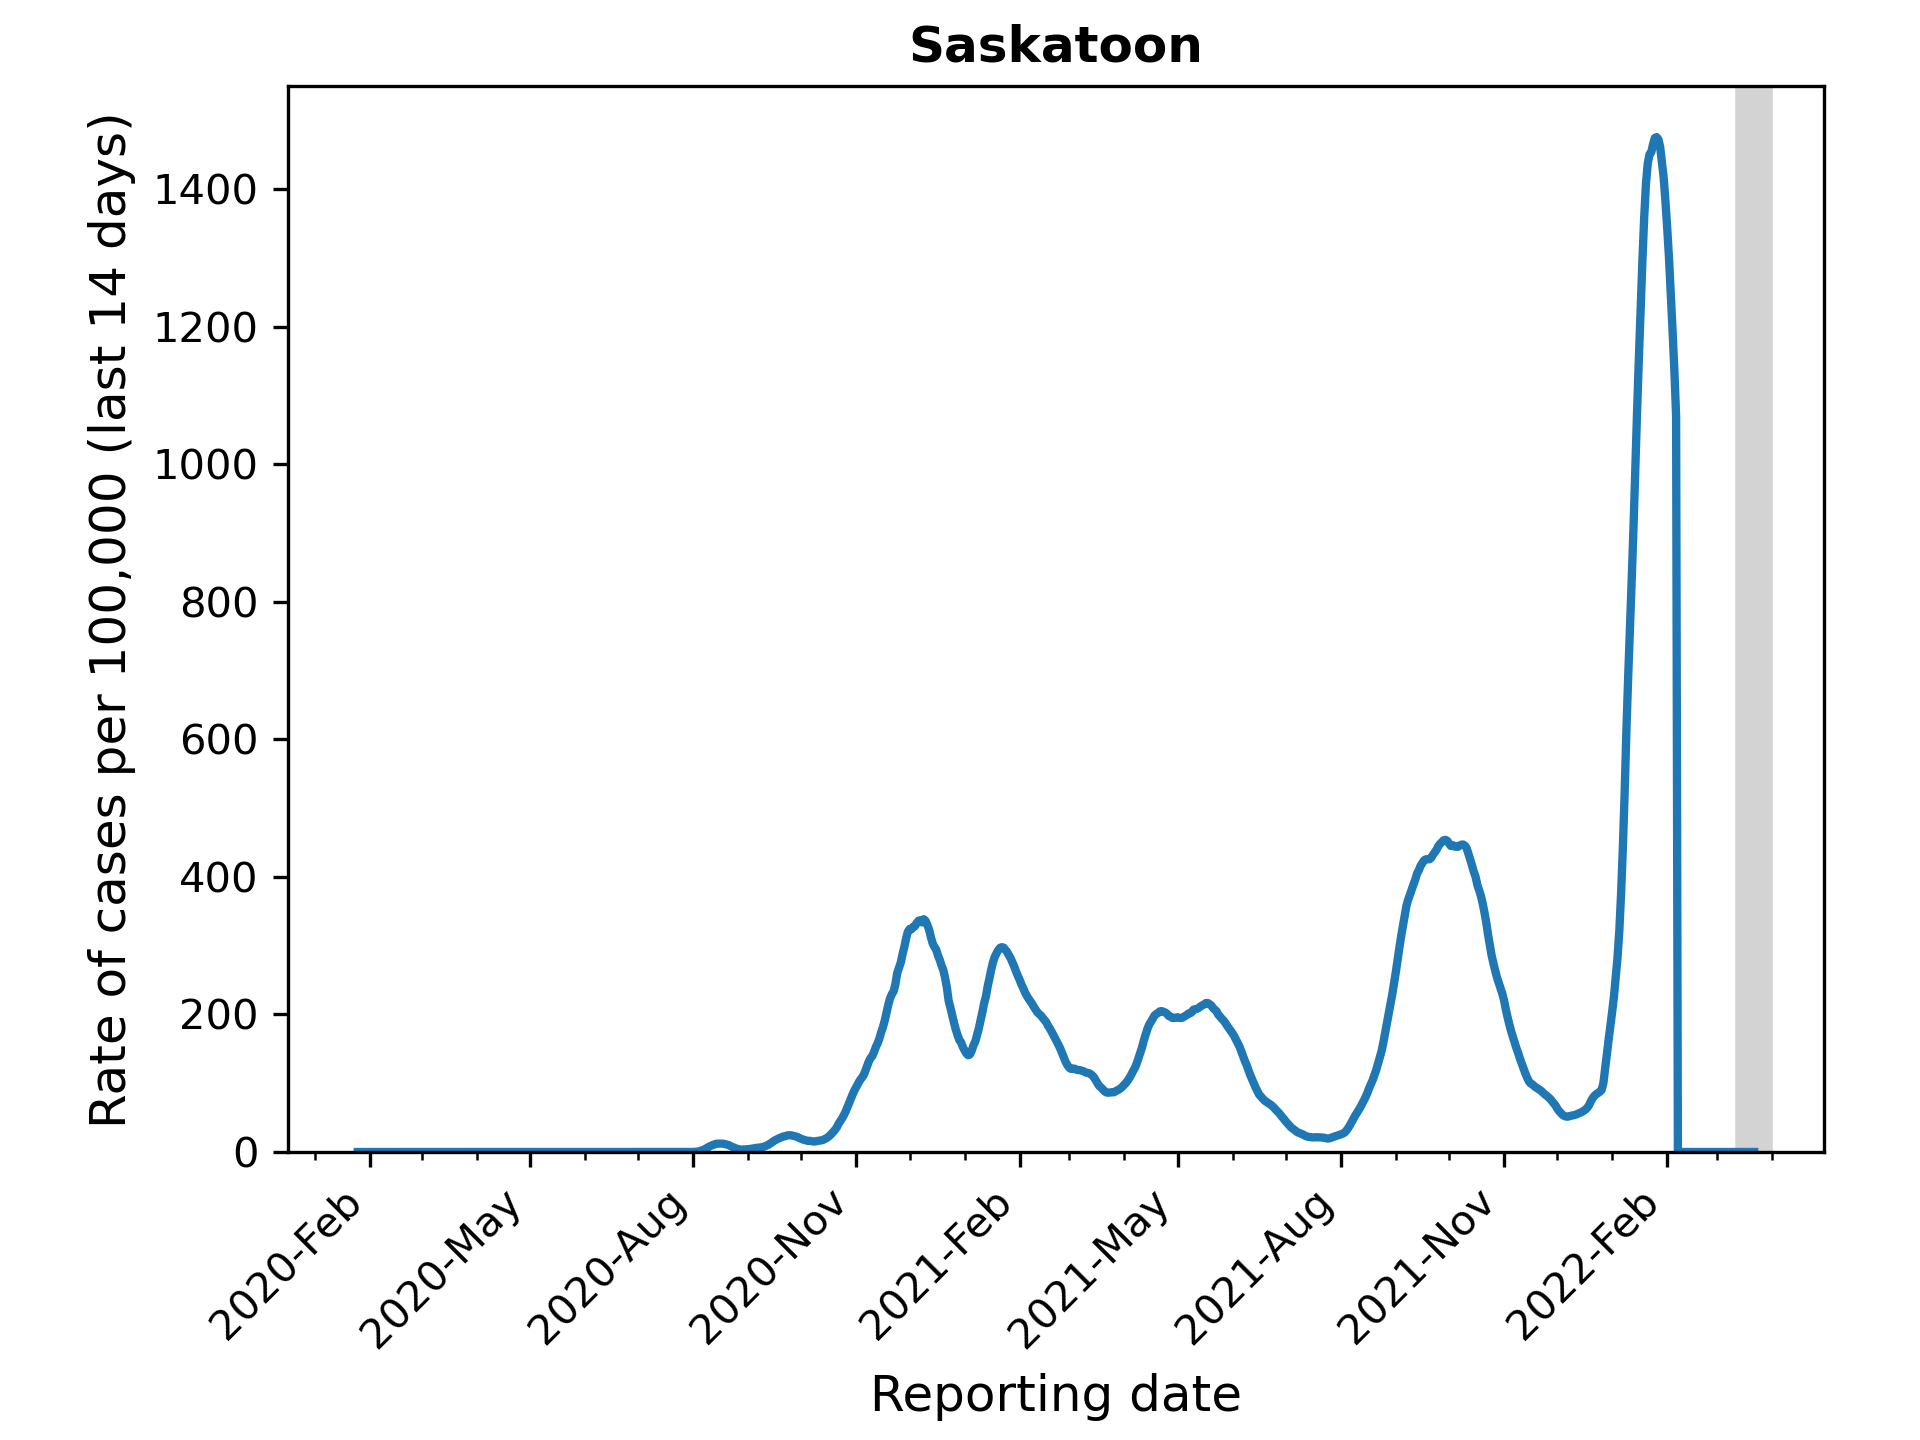 Saskatoon
Rate of cases per 100,000 (last 14 days)
1400
1200
1000
800
600
400
200
0
2020-Feb
2020-May
2020-Aug
2020-Nov
2021-Feb
2021-May
2021-Aug
2021-Nov
2022-Feb
Reporting date